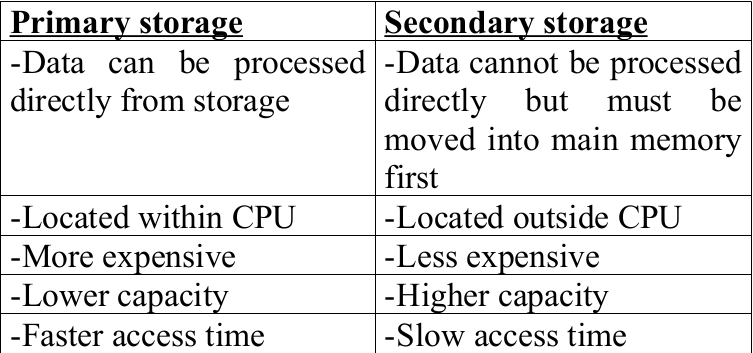 Primary storage
Secondary storage
-Data can be processed
directly from storage
-Data cannot be processed
directly but must be
moved into main memory
first
-Located within CPU
-Located outside CPU
-More expensive
-Less expensive
-Lower capacity
-Higher capacity
-Faster access time
-Slow access time